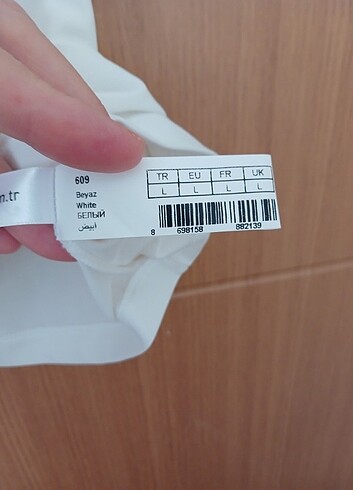 609
Beyaz
White
БЕЛЫЙ
ابيض
TR EU FR UK
L L L L
8 698158 882139
m.tr